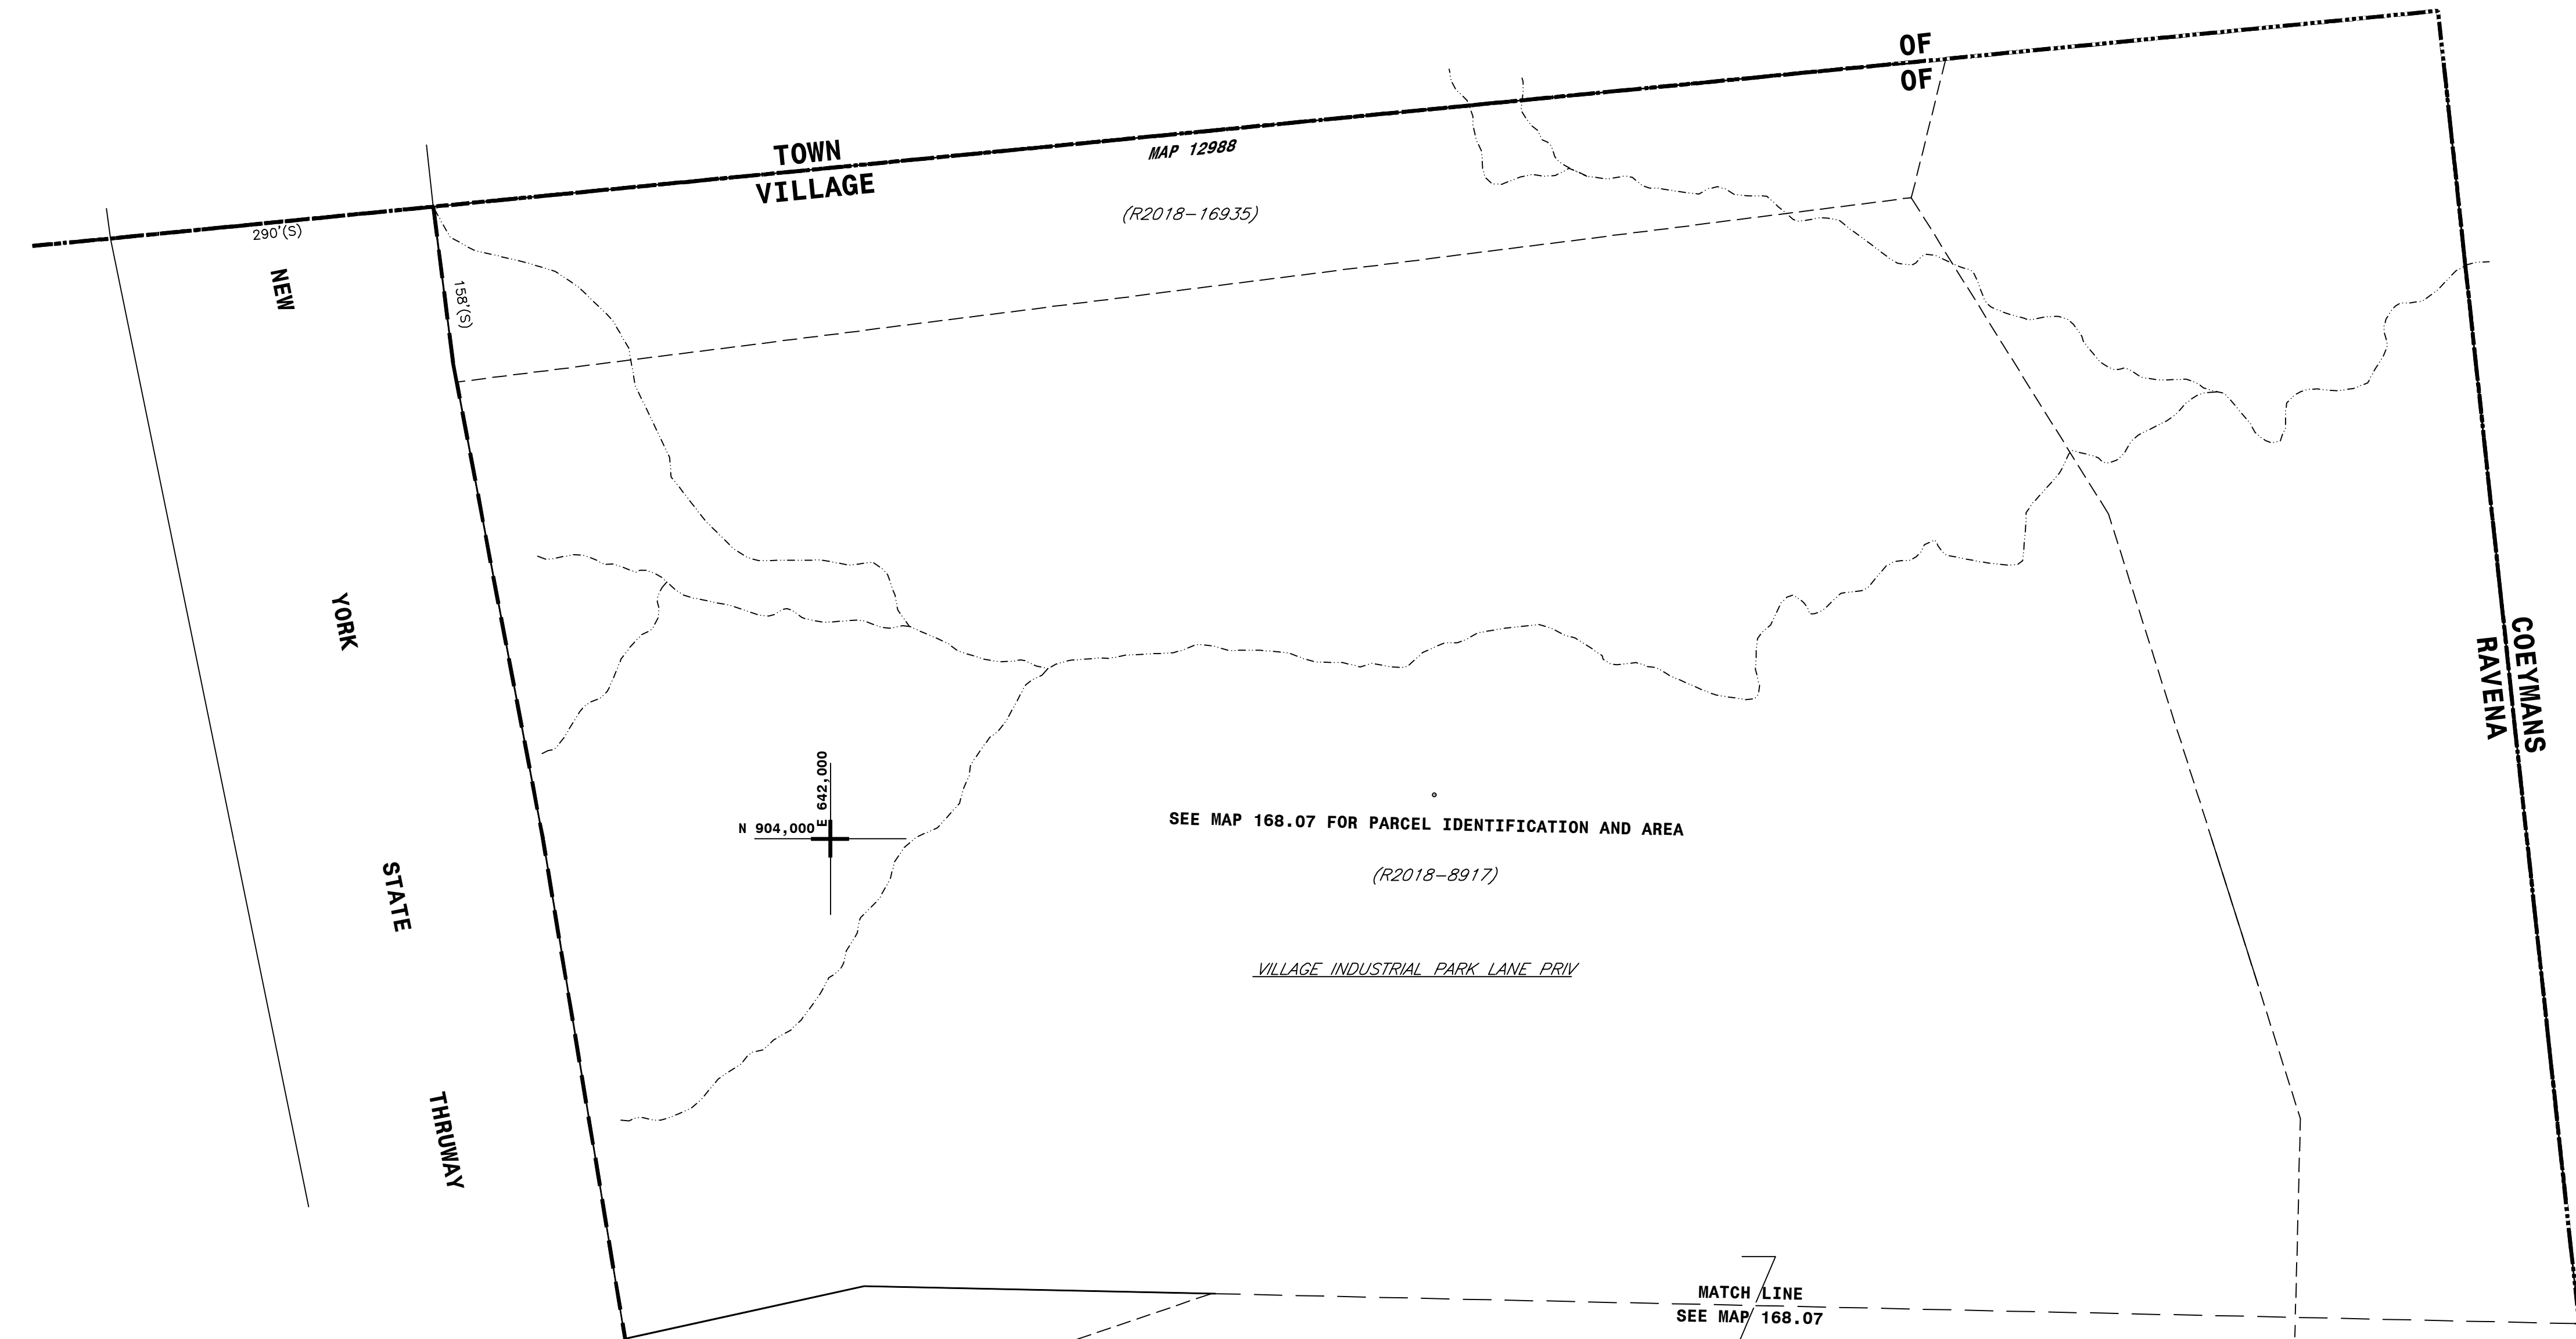 OF
OF
TOWN
VILLAGE
MAP 12988
(R2018-16935)
290'(S)
158'(S)
NEW
YORK
STATE
THRUWAY
COEYMANS
RAVENA
E 642,000
N 904,000
SEE MAP 168.07 FOR PARCEL IDENTIFICATION AND AREA
(R2018-8917)
VILLAGE INDUSTRIAL PARK LANE PRIV
MATCH LINE
SEE MAP 168.07